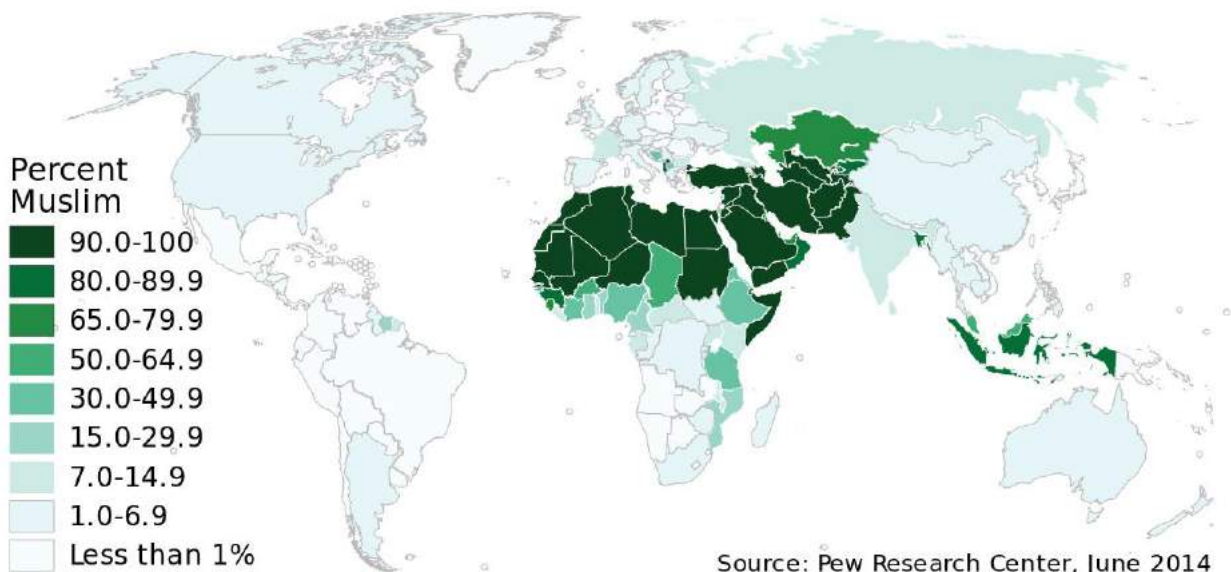 Percent
Muslim
90.0-100
80.0-89.9
65.0-79.9
50.0-64.9
30.0-49.9
15.0-29.9
7.0-14.9
1.0-6.9
Less than 1%
Source: Pew Research Center, June 2014